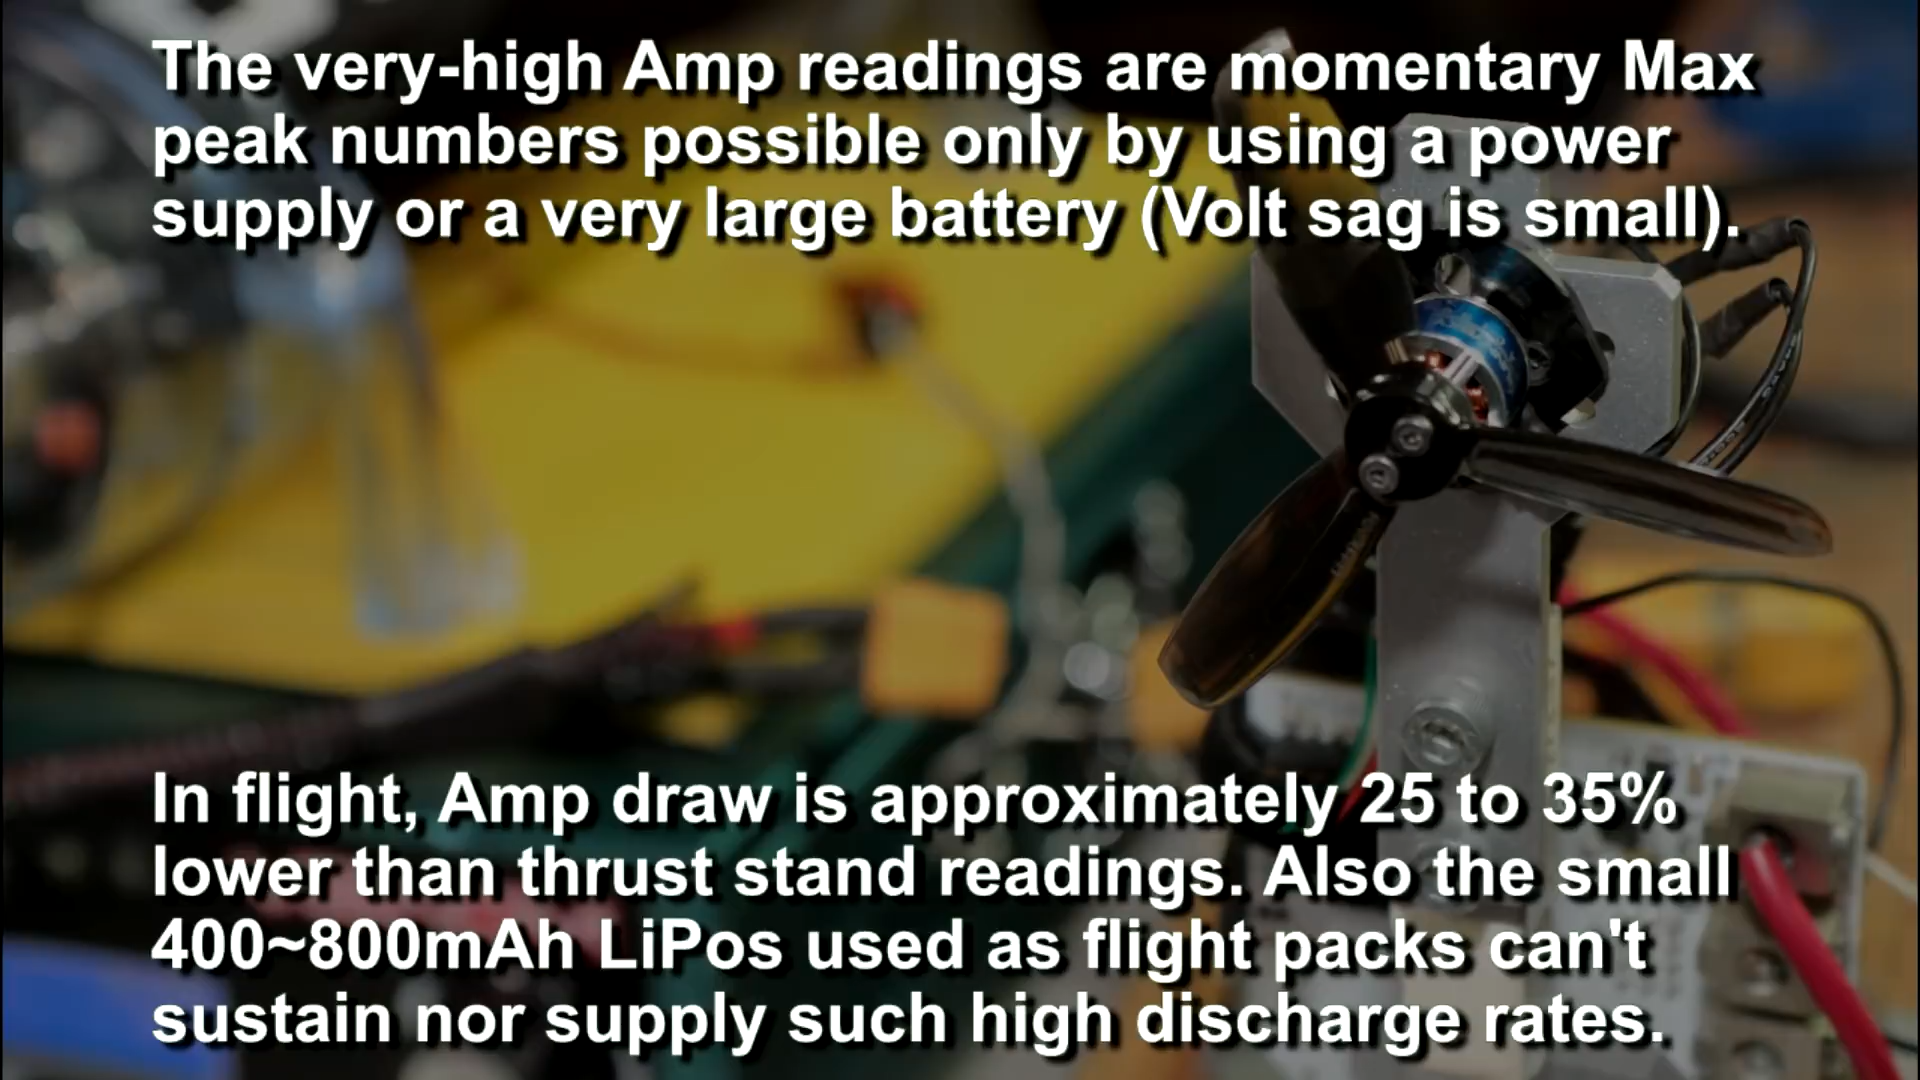 The very-high Amp readings are momentary Max
peak numbers possible only by using a power
supply or a very large battery (Volt sag is small).
In flight, Amp draw is approximately 25 to 35%
lower than thrust stand readings. Also the small
400~800mAh LiPos used as flight packs can't
sustain nor supply such high discharge rates.